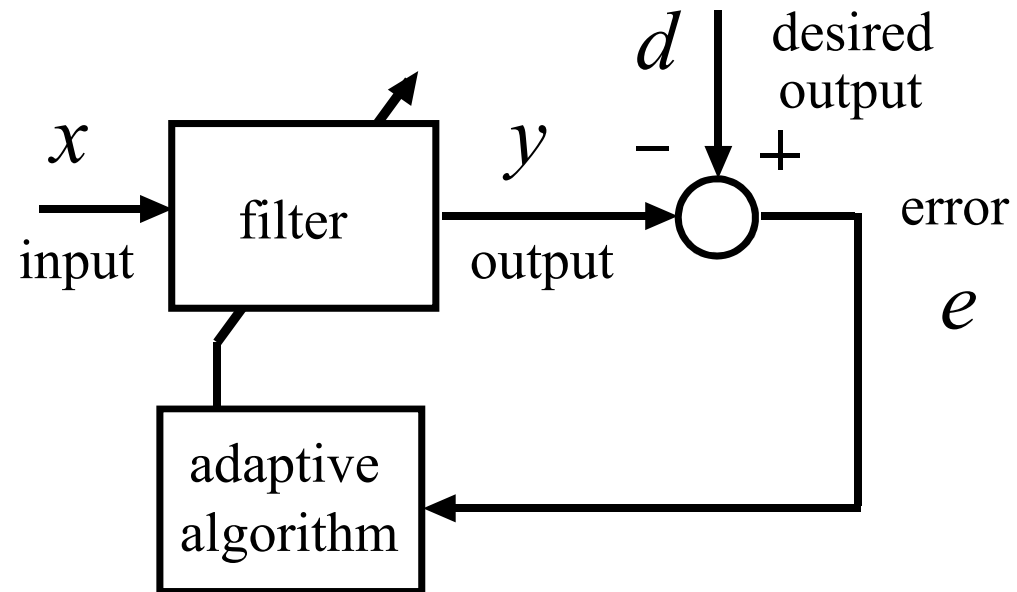 d
desired
output
x
y
− +
filter
error
input
output
e
adaptive
algorithm